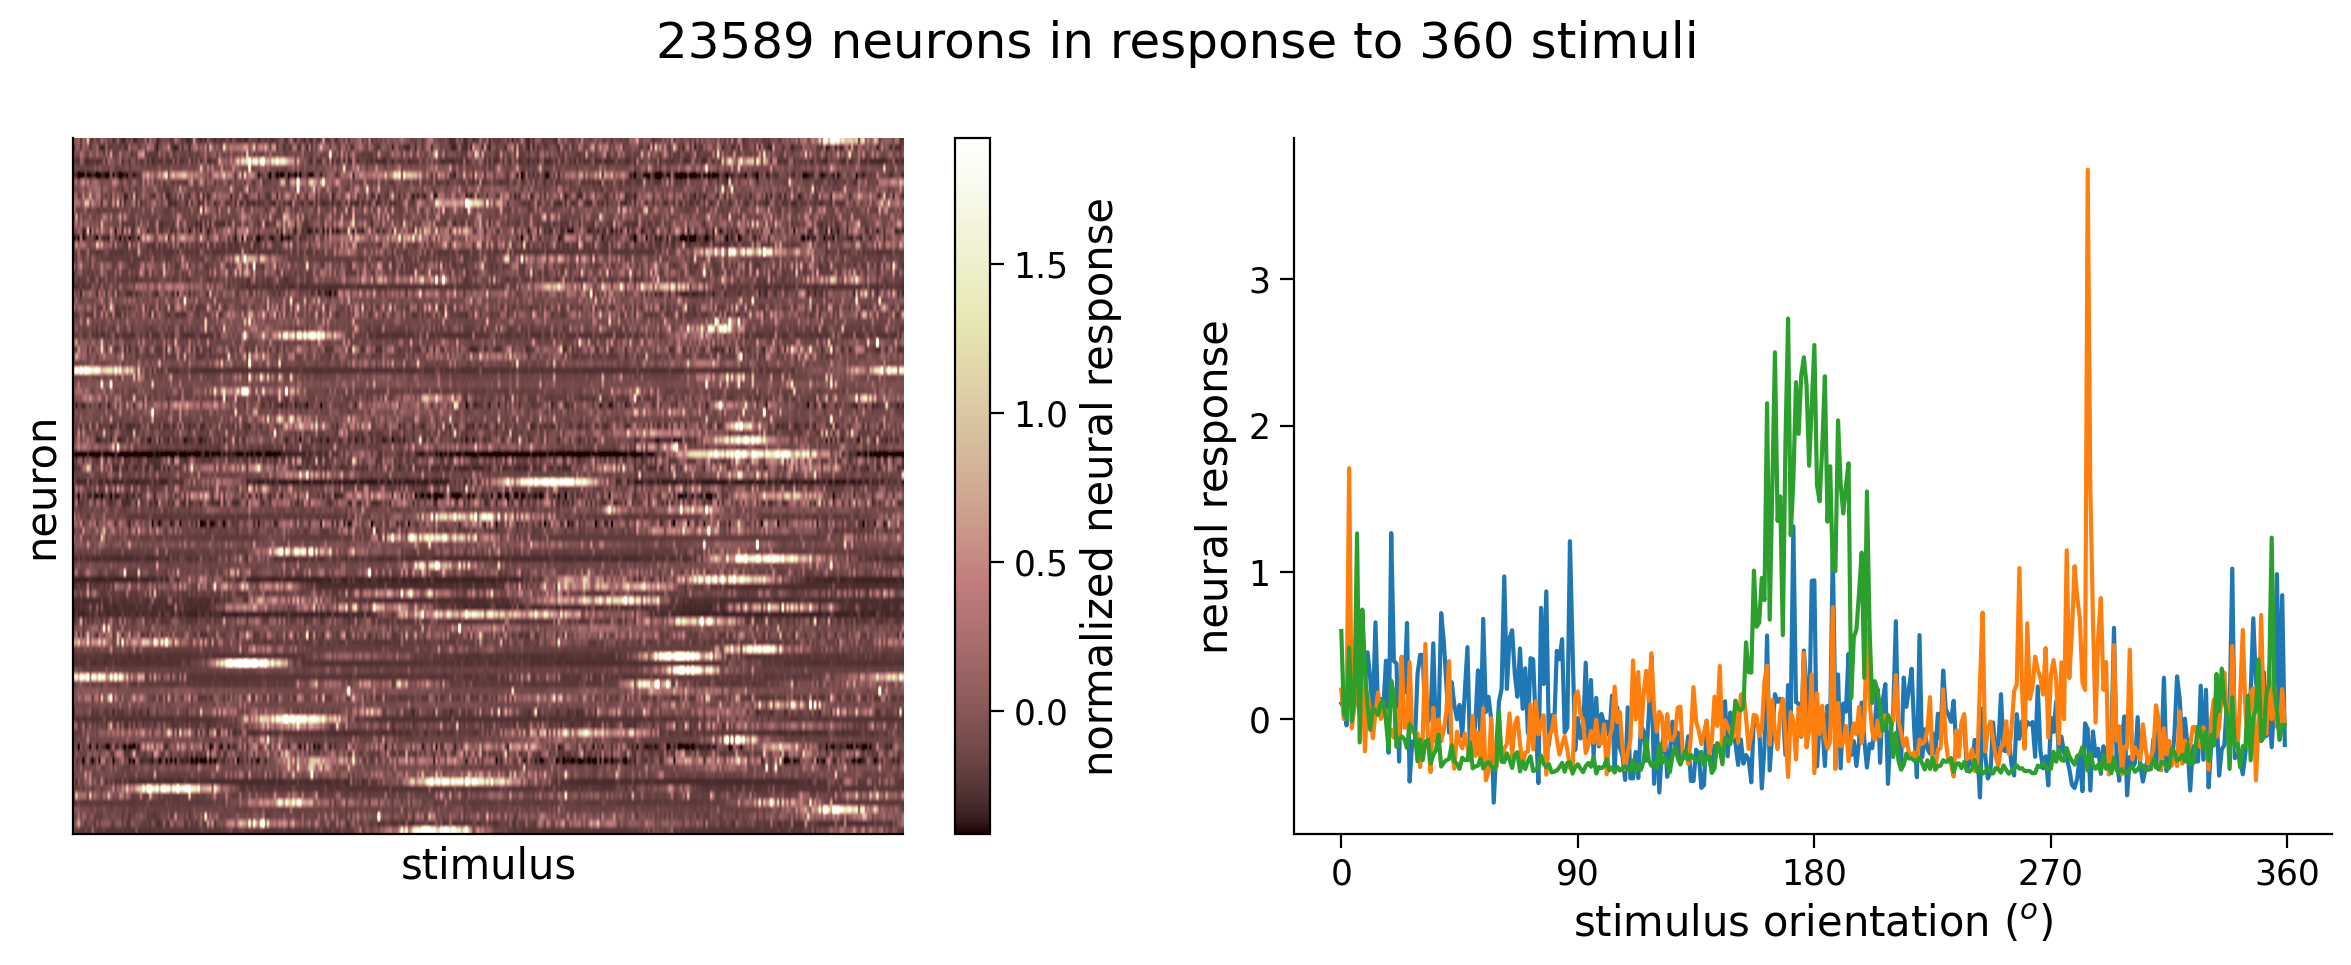 23589 neurons in response to 360 stimuli
neuron
stimulus
1.5
1.0
0.5
0.0
normalized neural response
neural response
3
2
1
0
0 90 180 270 360
stimulus orientation (o)